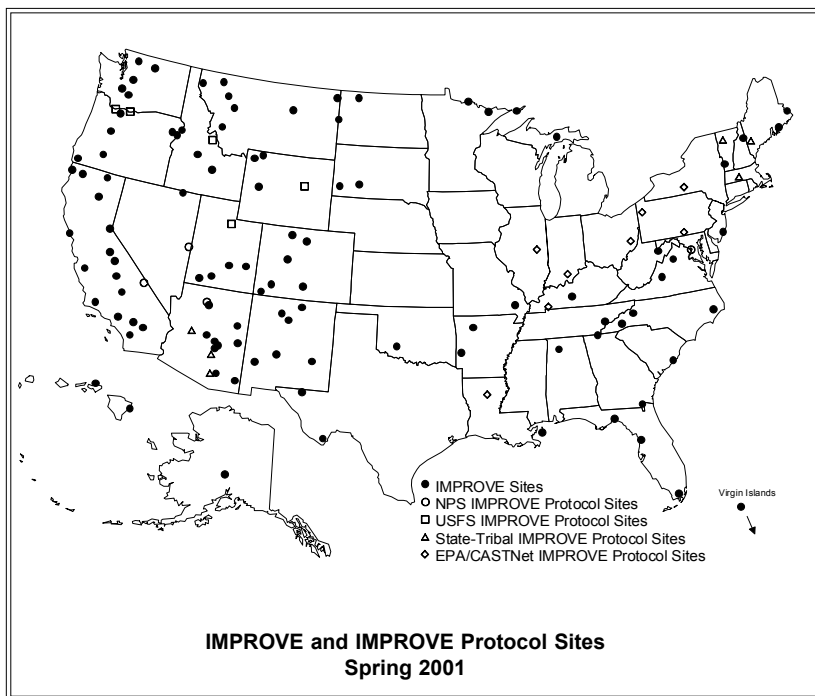 IMPROVE Sites
NPS IMPROVE Protocol Sites
USFS IMPROVE Protocol Sites
State-Tribal IMPROVE Protocol Sites
EPA/CASTNet IMPROVE Protocol Sites
Virgin Islands
IMPROVE and IMPROVE Protocol Sites
Spring 2001